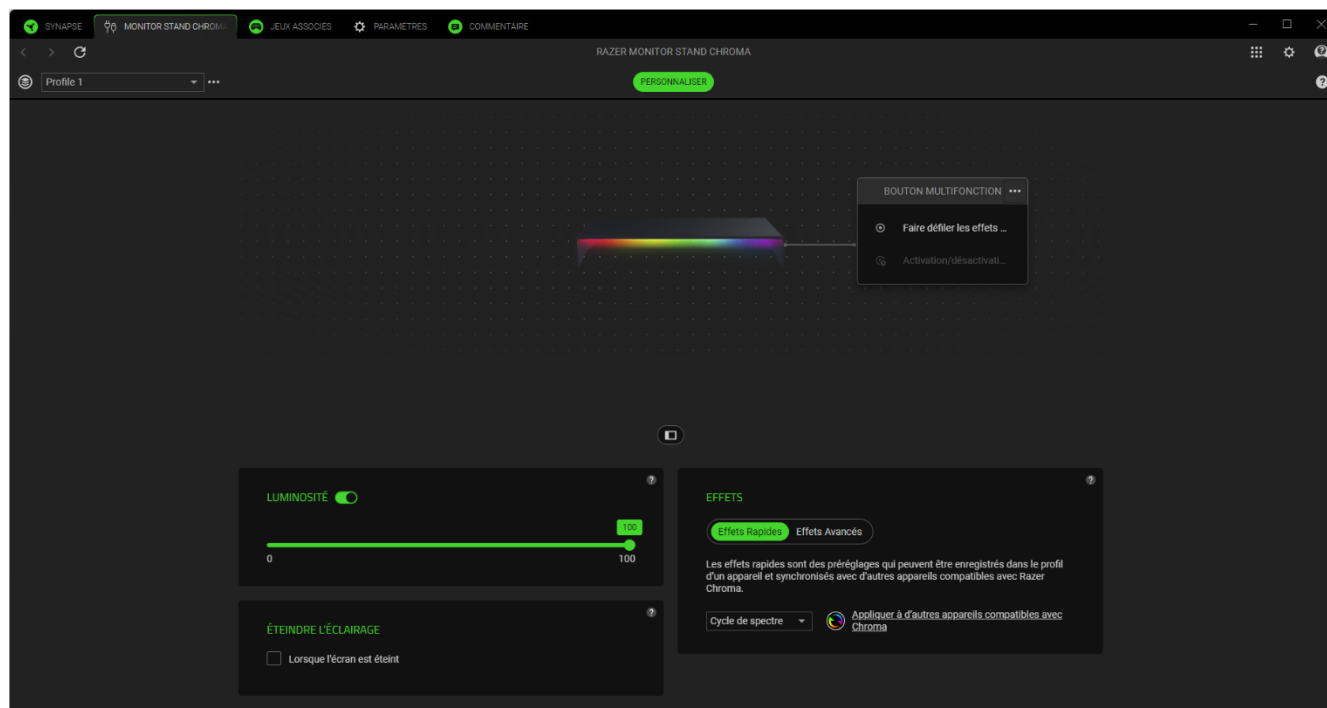 SYNAPSE
MONITOR STAND CHROMA
JEUX ASSOCIÉS
PARAMÈTRES
COMMENTAIRE
RAZER MONITOR STAND CHROMA
Profile 1
PERSONNALISER
BOUTON MULTIFONCTION
Faire défiler les effets ...
Activation/désactivati...
LUMINOSITÉ
100
0
100
ÉTEINDRE L'ÉCLAIRAGE
Lorsque l'écran est éteint
EFFETS
Effets Rapides
Effets Avancés
Les effets rapides sont des préréglages qui peuvent être enregistrés dans le profil
d'un appareil et synchronisés avec d'autres appareils compatibles avec Razer
Chroma.
Cycle de spectre
Appliquer à d'autres appareils compatibles avec
Chroma